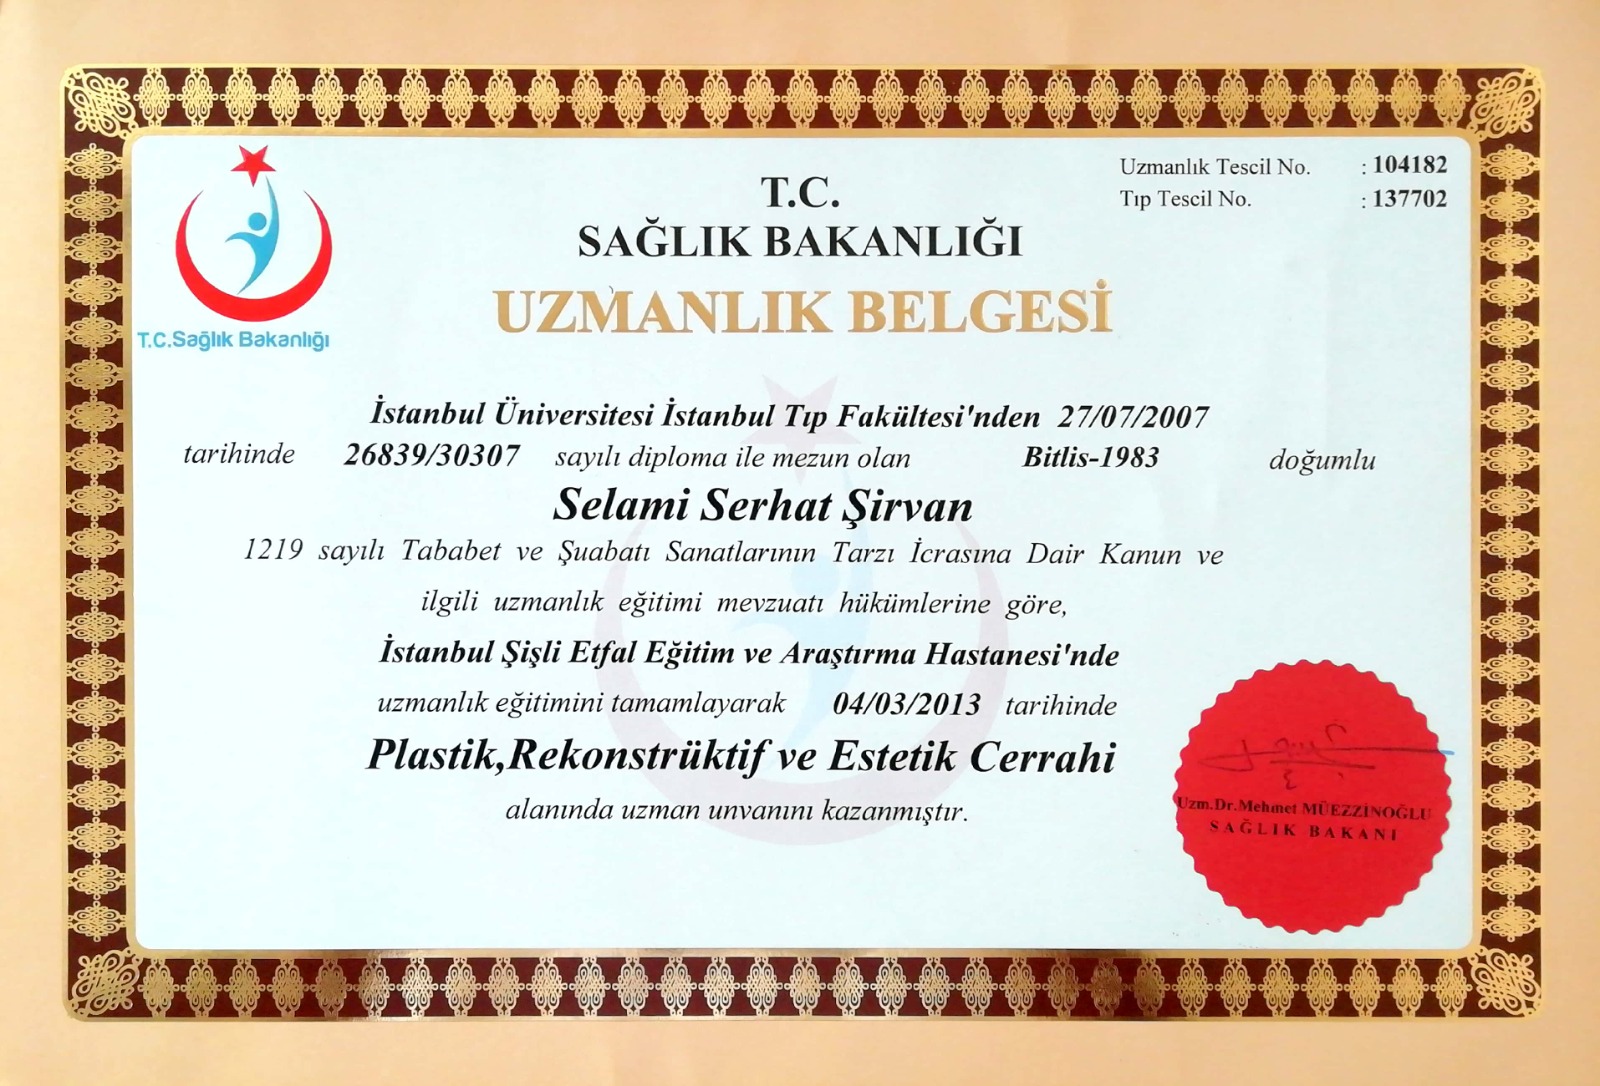 T.C.Sağlık Bakanlığı
Uzmanlık Tescil No. : 104182
Tıp Tescil No. : 137702
T.C.
SAĞLIK BAKANLIĞI
UZMANLIK BELGESİ
İstanbul Üniversitesi İstanbul Tıp Fakültesi'nden 27/07/2007
tarihinde 26839/30307 sayılı diploma ile mezun olan Bitlis-1983 doğumlu
Selami Serhat Şirvan
1219 sayılı Tababet ve Şuabatı Sanatlarının Tarzı İcrasına Dair Kanun ve
ilgili uzmanlık eğitimi mevzuatı hükümlerine göre,
İstanbul Şişli Etfal Eğitim ve Araştırma Hastanesi'nde
uzmanlık eğitimini tamamlayarak 04/03/2013 tarihinde
Plastik,Rekonstrüktif ve Estetik Cerrahi
alanında uzman unvanını kazanmıştır.
Uzm.Dr.Mehmet MÜEZZİNOĞLU
SAĞLIK BAKANI